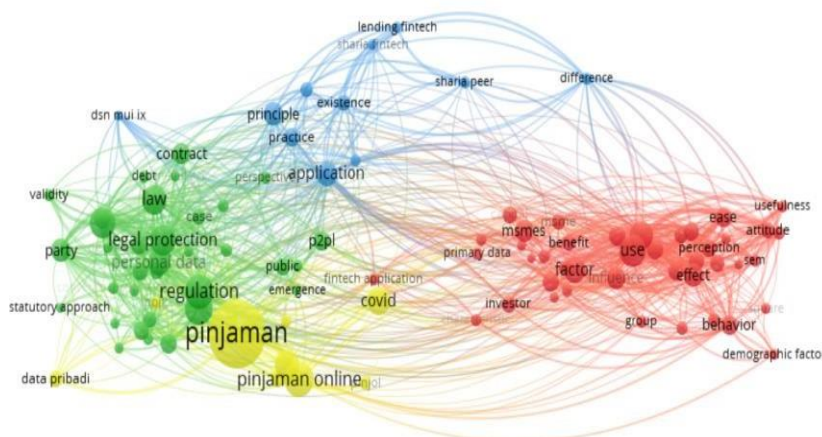 lending fintech
sharia fintech
sharia peer
difference
dsn mui ix
principle
existence
practice
contract
application
debt
perspective
validity
law
case
usefulness
msmes
msme
ease
attitude
party
legal protection
p2pl
primary data
benefit
use
perception
personal data
public
sem
fintech application
factor
influence
effect
regulation
emergence
covid
statutory approach
investor
group
behavior
pinjaman
demographic facto
data pribadi
pinjaman online
pinjol